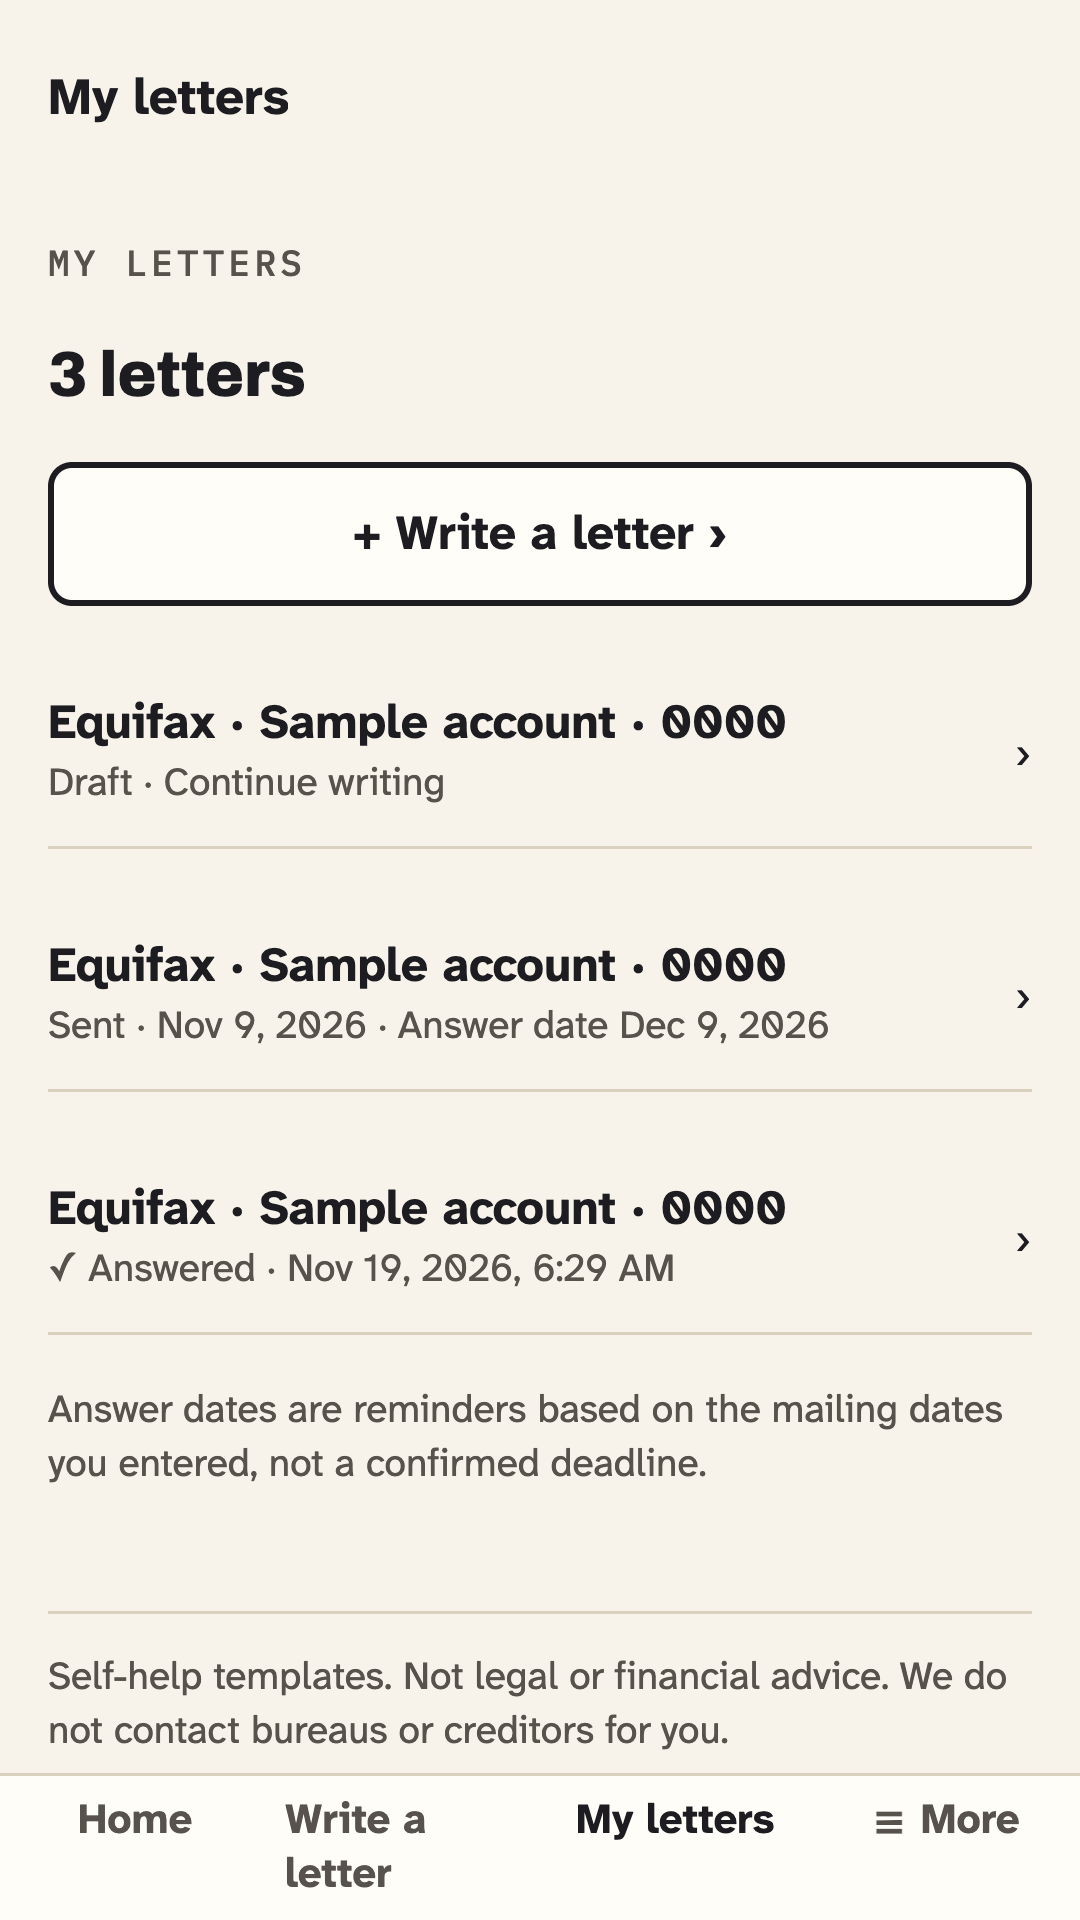 My letters
MY LETTERS
3 letters
+ Write a letter ›
Equifax · Sample account · 0000
Draft · Continue writing
›
Equifax · Sample account · 0000
Sent · Nov 9, 2026 · Answer date Dec 9, 2026
›
Equifax · Sample account · 0000
✓ Answered · Nov 19, 2026, 6:29 AM
›
Answer dates are reminders based on the mailing dates
you entered, not a confirmed deadline.
Self-help templates. Not legal or financial advice. We do
not contact bureaus or creditors for you.
Home
Write a
letter
My letters
≡ More